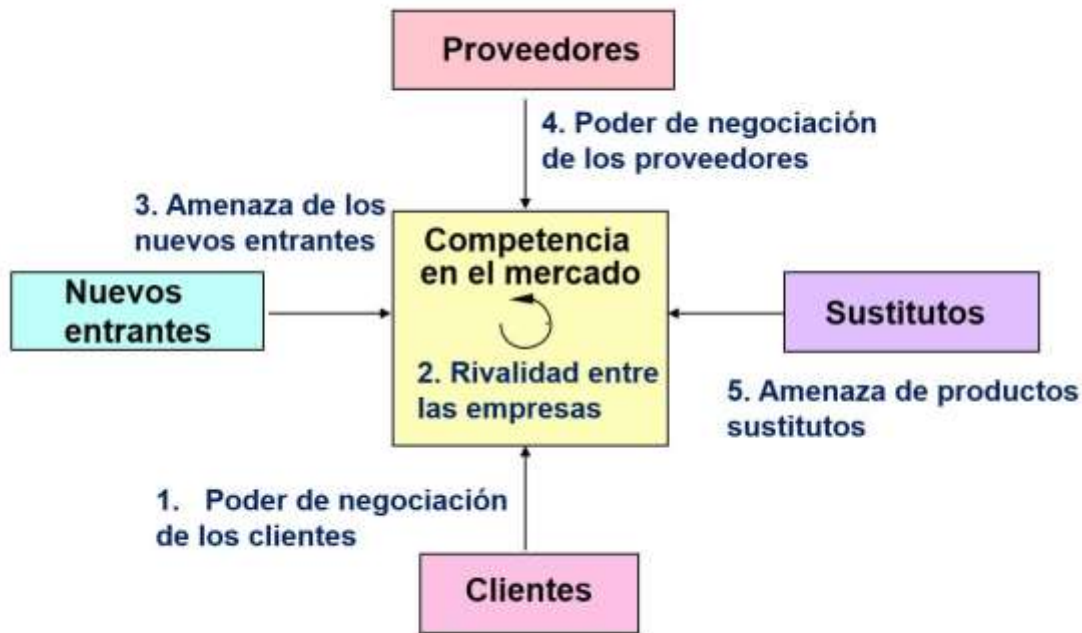 Proveedores
4. Poder de negociación
de los proveedores
3. Amenaza de los
nuevos entrantes
Competencia
en el mercado
Nuevos
entrantes
Sustitutos
2. Rivalidad entre
las empresas
5. Amenaza de productos
sustitutos
1. Poder de negociación
de los clientes
Clientes